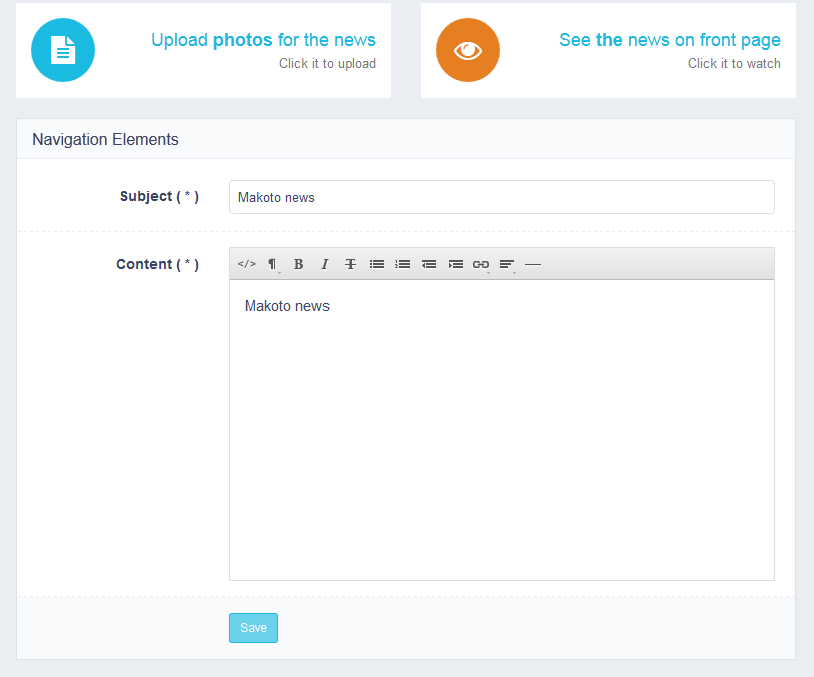 Upload photos for the news
Click it to upload
See the news on front page
Click it to watch
Navigation Elements
Subject ( * )
Makoto news
Content ( * )
</> ¶ B I T
Makoto news
Save